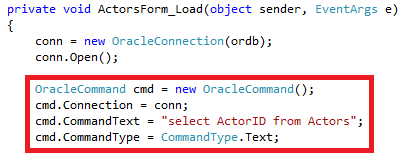 private void ActorsForm_Load(object sender, EventArgs e)
{
conn = new OracleConnection(ordb);
conn.Open();
OracleCommand cmd = new OracleCommand();
cmd.Connection = conn;
cmd.CommandText = "select ActorID from Actors";
cmd.CommandType = CommandType.Text;